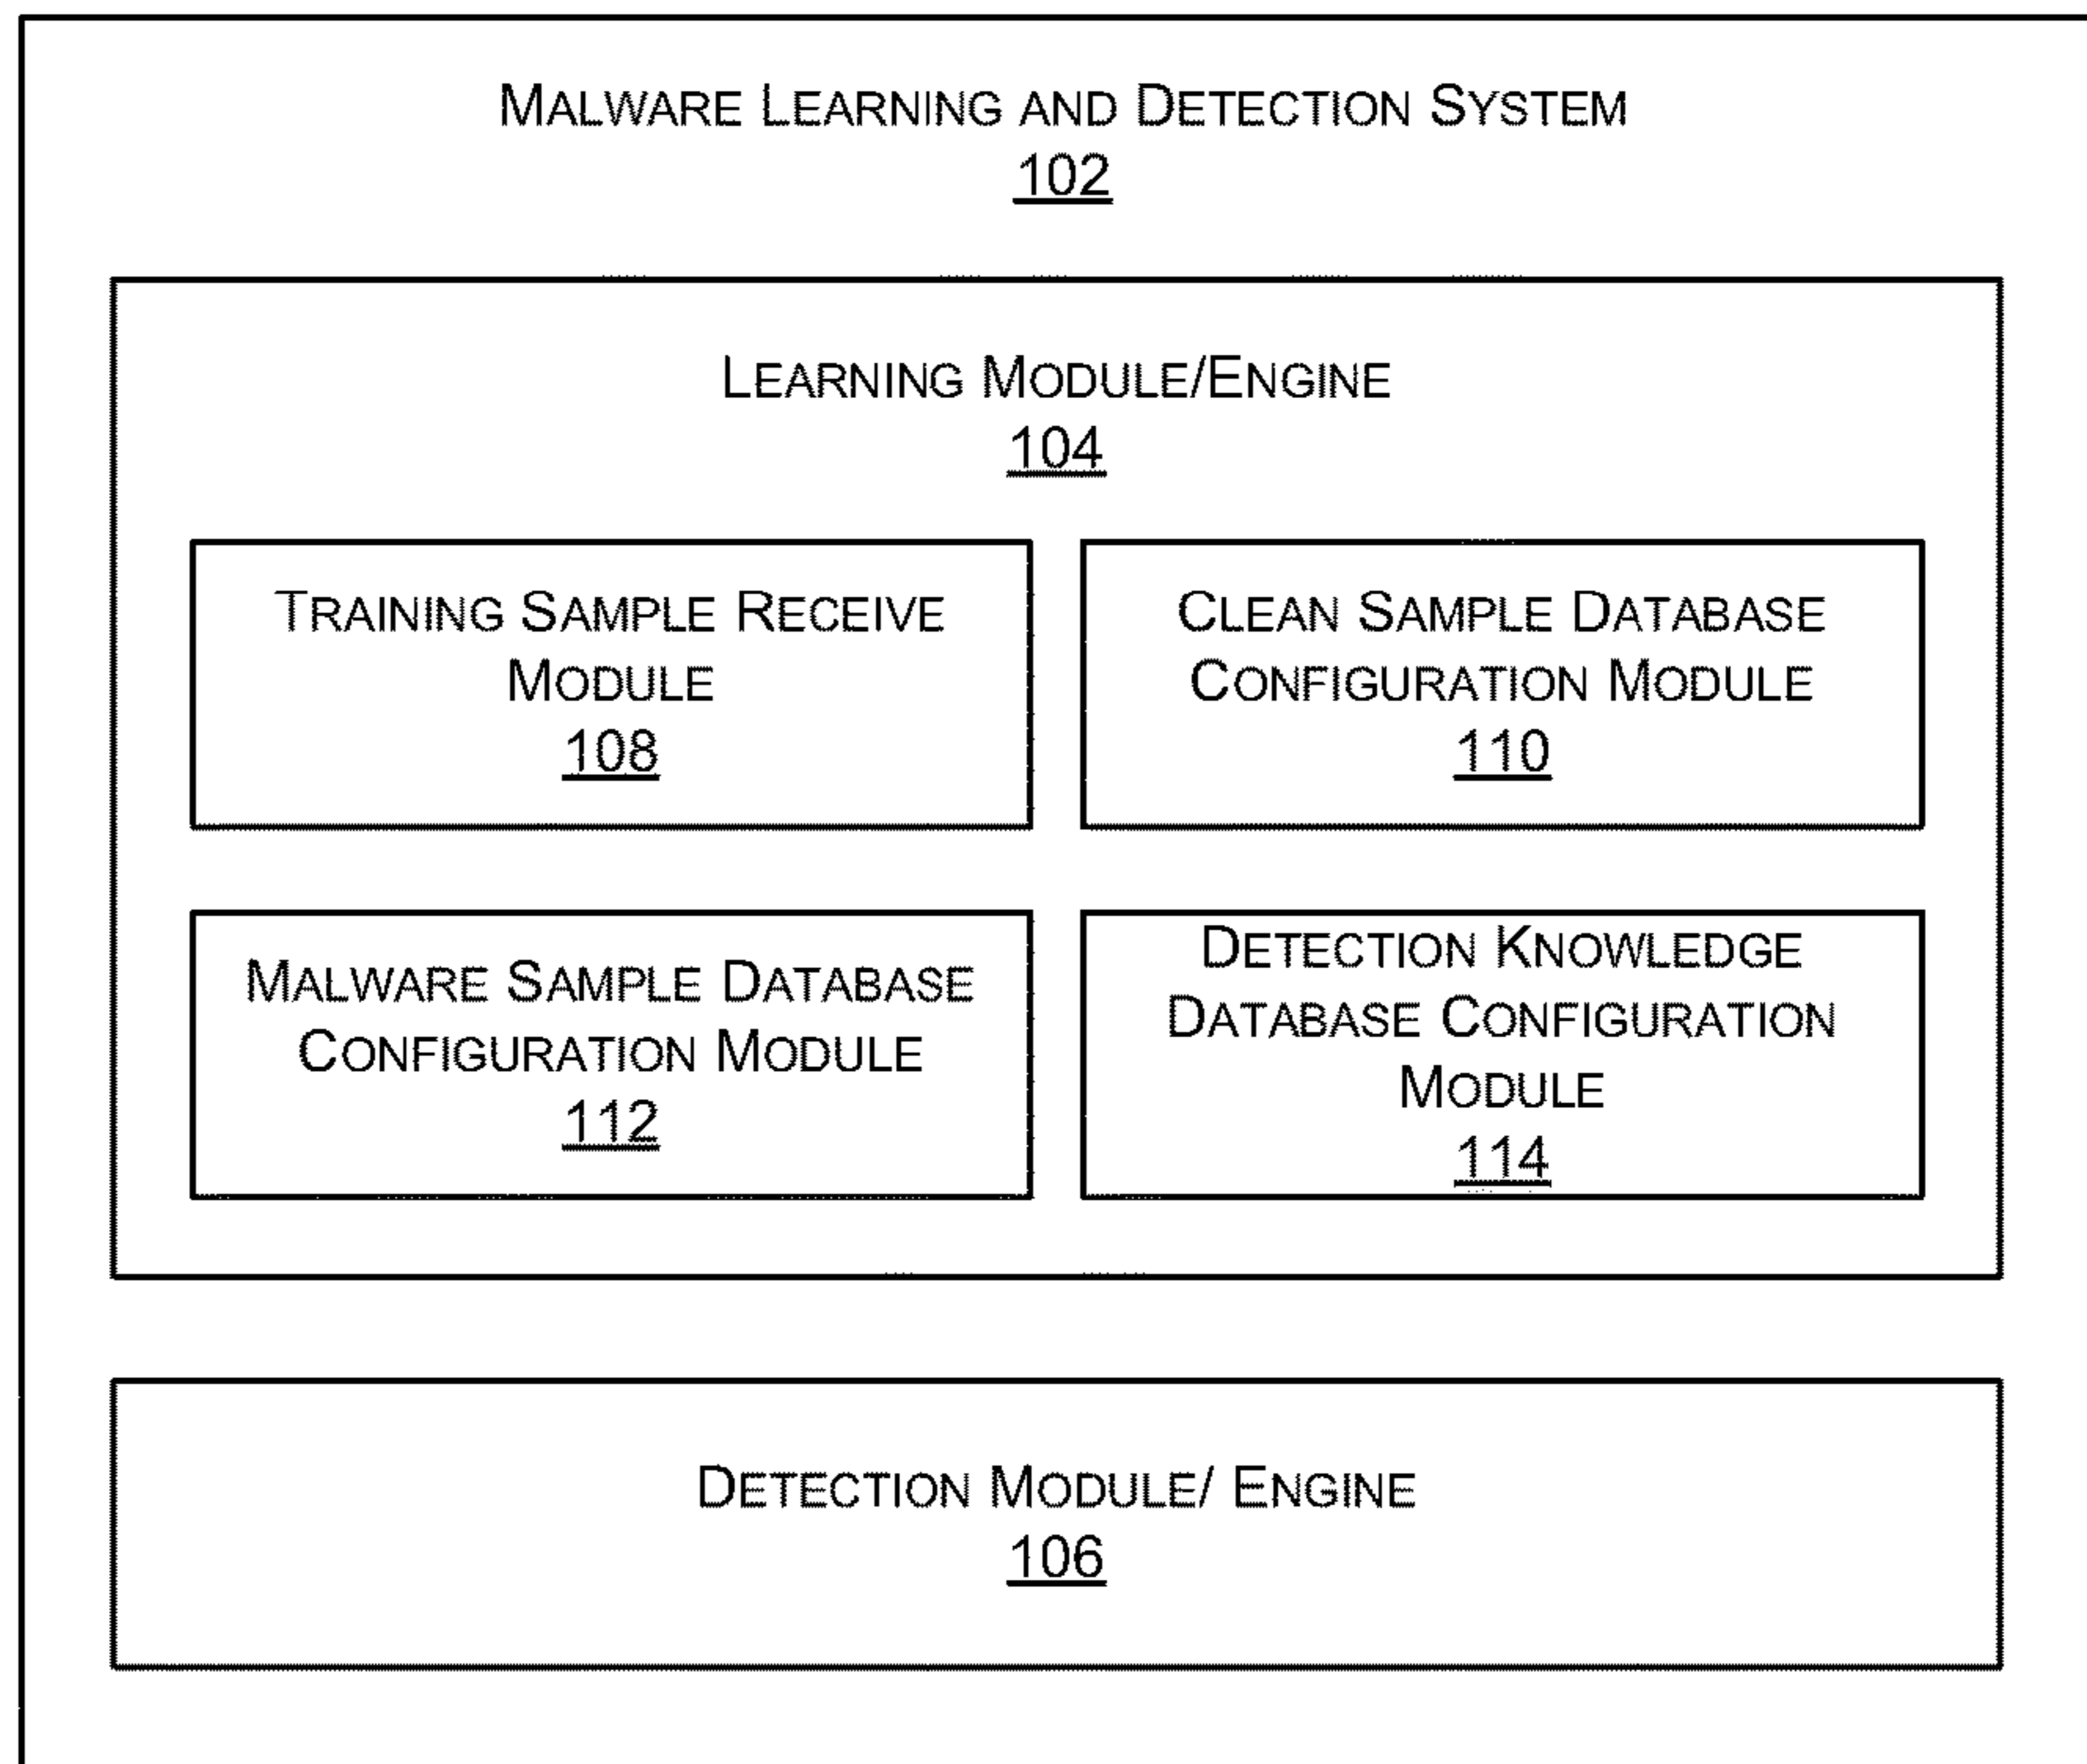 MALWARE LEARNING AND DETECTION SYSTEM
102
LEARNING MODULE/ENGINE
104
TRAINING SAMPLE RECEIVE
MODULE
108
CLEAN SAMPLE DATABASE
CONFIGURATION MODULE
110
MALWARE SAMPLE DATABASE
CONFIGURATION MODULE
112
DETECTION KNOWLEDGE
DATABASE CONFIGURATION
MODULE
114
DETECTION MODULE/ ENGINE
106